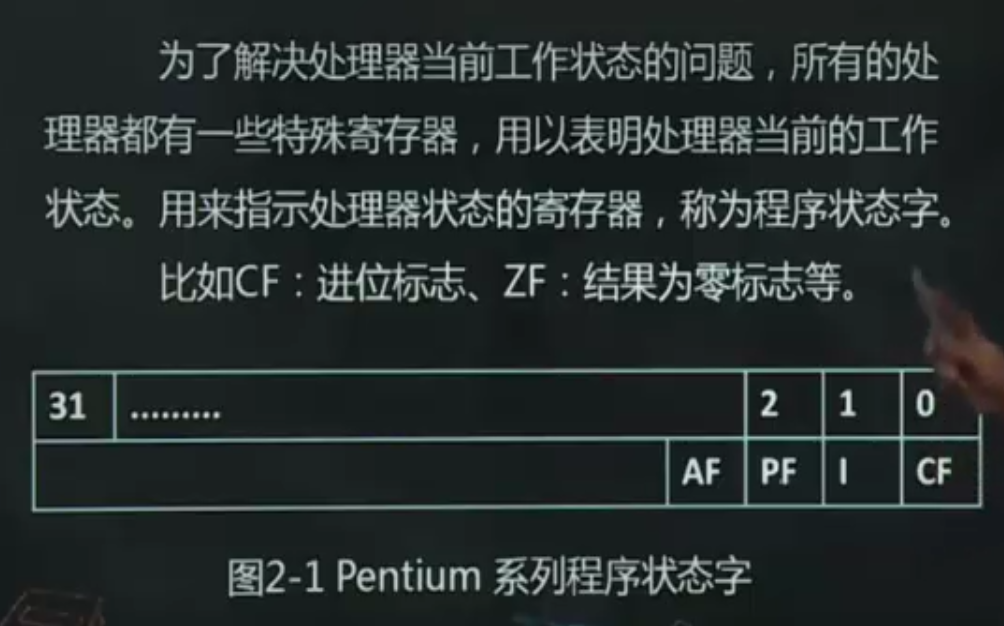 为了解决处理器当前工作状态的问题，所有的处
理器都有一些特殊寄存器，用以表明处理器当前的工作
状态。用来指示处理器状态的寄存器，称为程序状态字。
比如CF：进位标志、ZF：结果为零标志等。
31 ......... 2 1 0
AF PF I CF
图2-1 Pentium 系列程序状态字